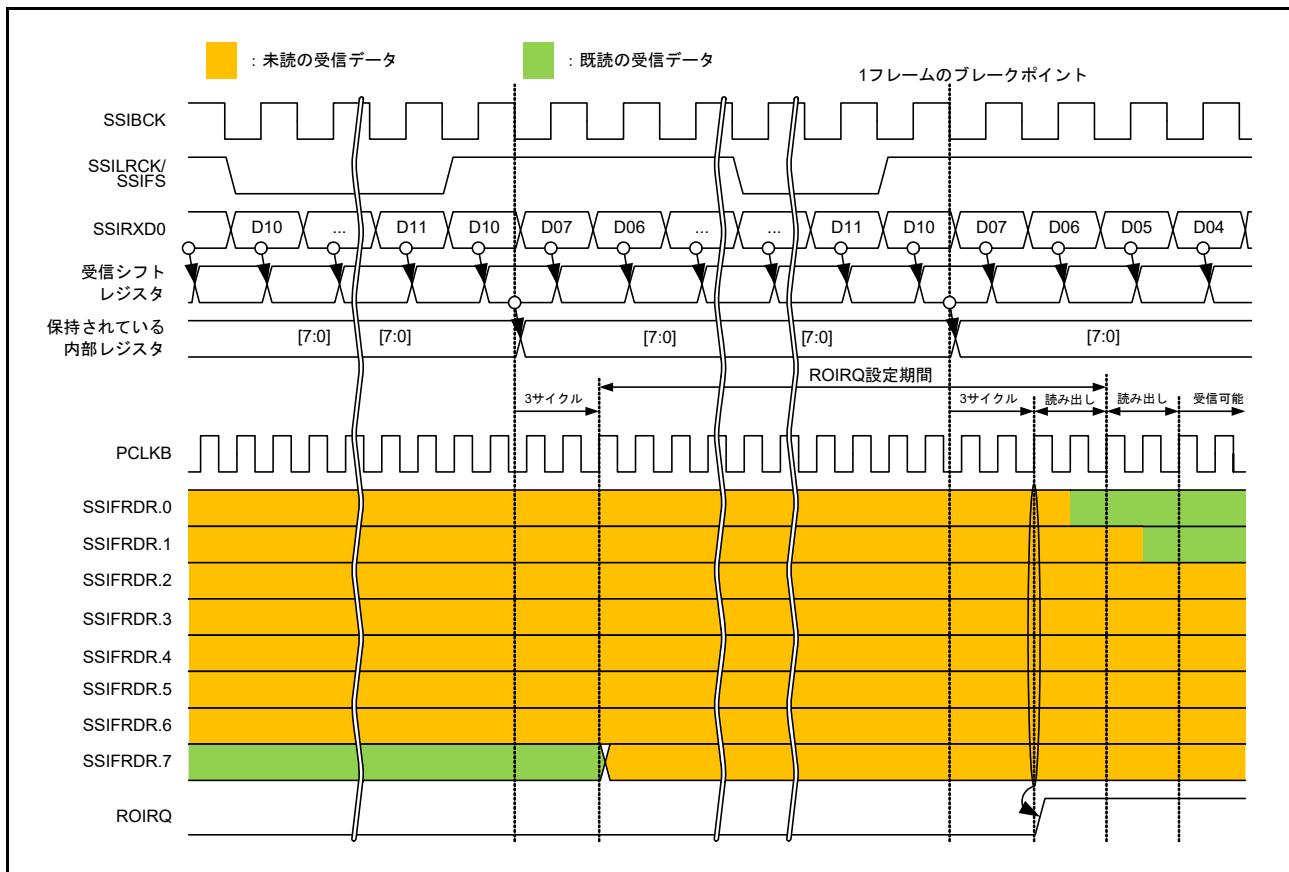 ：未読の受信データ
：既読の受信データ
1フレームのブレークポイント
SSIBCK
SSILRCK/
SSIFS
SSIRXD0
D10 ... D11 D10 D07 D06 ... ... D11 D10 D07 D06 D05 D04
受信シフト
レジスタ
保持されている
内部レジスタ
[7:0] [7:0] [7:0] [7:0] [7:0]
ROIRQ設定期間
3サイクル 3サイクル 読み出し 読み出し 受信可能
PCLKB
SSIFRDR.0
SSIFRDR.1
SSIFRDR.2
SSIFRDR.3
SSIFRDR.4
SSIFRDR.5
SSIFRDR.6
SSIFRDR.7
ROIRQ